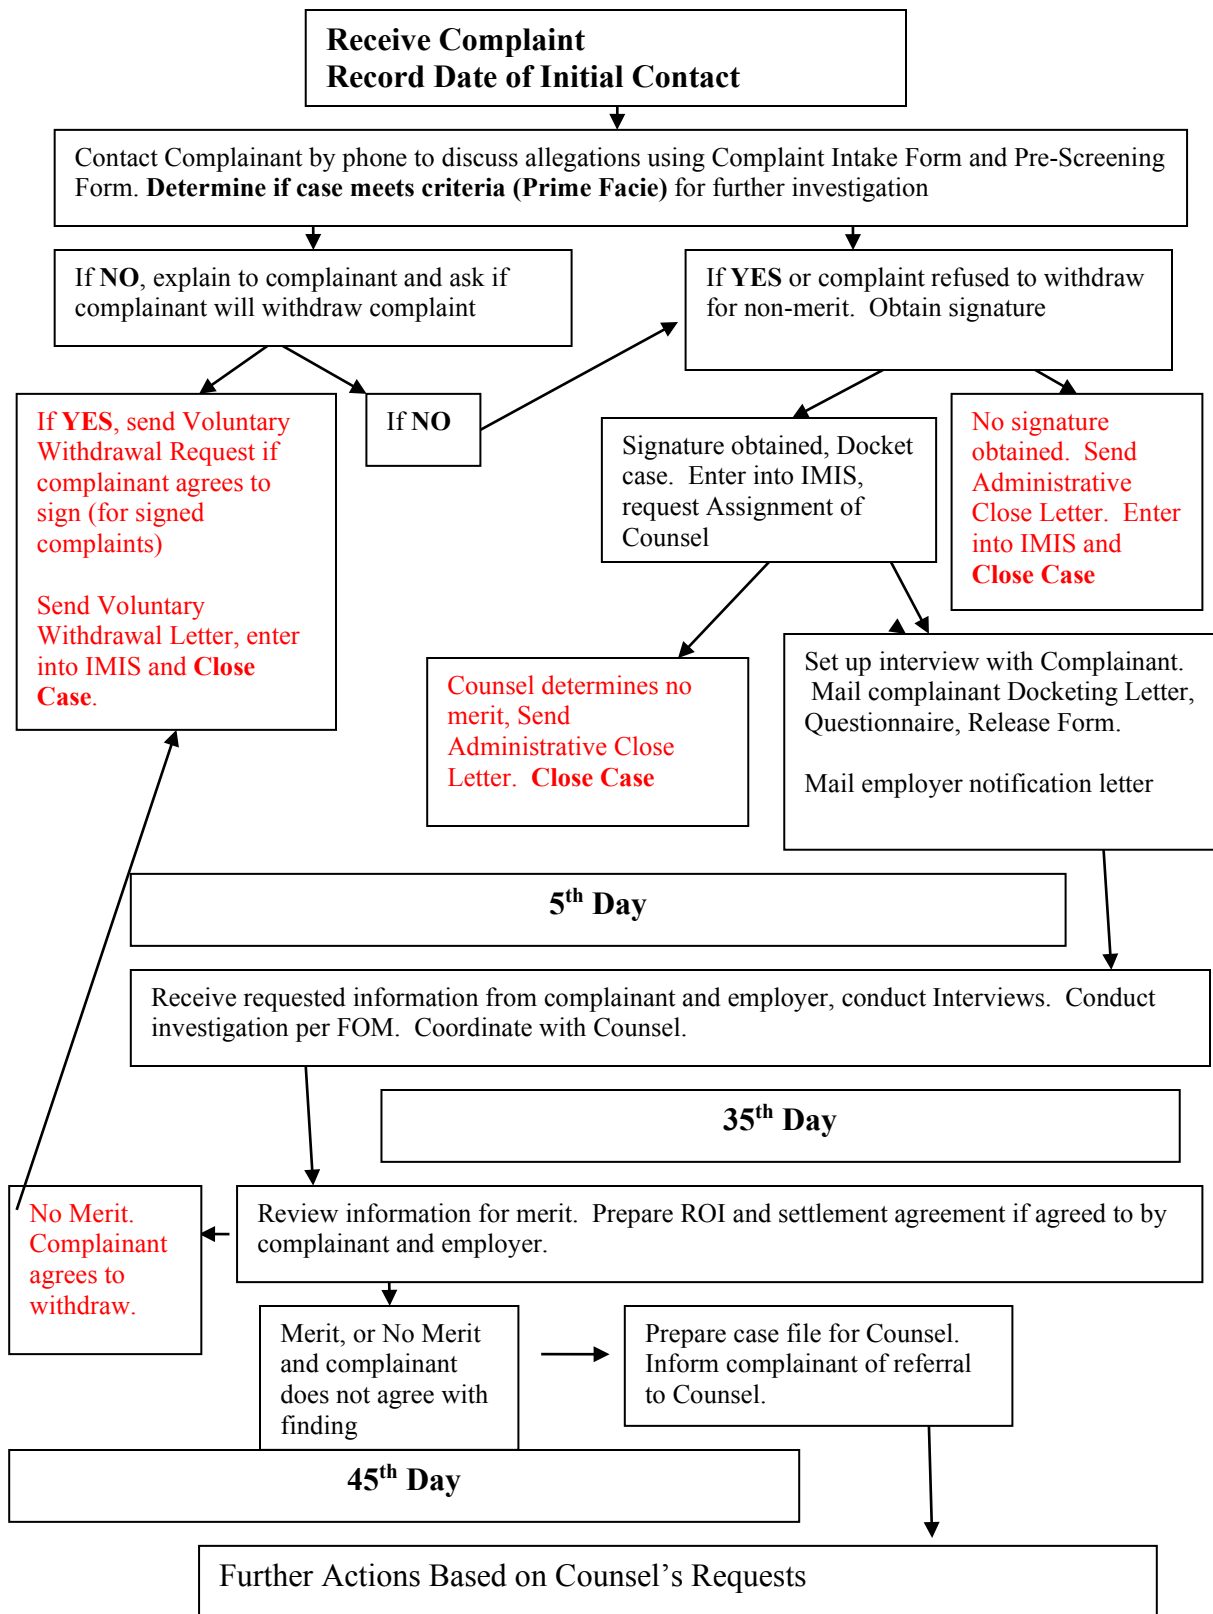 Receive Complaint
Record Date of Initial Contact
Contact Complainant by phone to discuss allegations using Complaint Intake Form and Pre-Screening
Form. Determine if case meets criteria (Prime Facie) for further investigation
If NO, explain to complainant and ask if
complainant will withdraw complaint
If YES or complaint refused to withdraw
for non-merit. Obtain signature
If YES, send Voluntary
Withdrawal Request if
complainant agrees to
sign (for signed
complaints)
Send Voluntary
Withdrawal Letter, enter
into IMIS and Close
Case.
If NO
Signature obtained, Docket
case. Enter into IMIS,
request Assignment of
Counsel
No signature
obtained. Send
Administrative
Close Letter. Enter
into IMIS and
Close Case
Counsel determines no
merit, Send
Administrative Close
Letter. Close Case
Set up interview with Complainant.
Mail complainant Docketing Letter,
Questionnaire, Release Form.
Mail employer notification letter
5th Day
Receive requested information from complainant and employer, conduct Interviews. Conduct
investigation per FOM. Coordinate with Counsel.
35th Day
No Merit.
Complainant
agrees to
withdraw.
Review information for merit. Prepare ROI and settlement agreement if agreed to by
complainant and employer.
Merit, or No Merit
and complainant
does not agree with
finding
Prepare case file for Counsel.
Inform complainant of referral
to Counsel.
45th Day
Further Actions Based on Counsel’s Requests